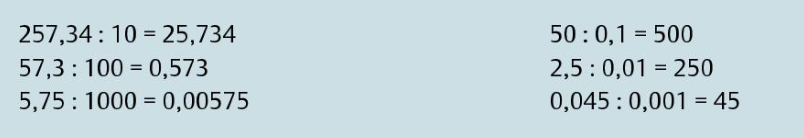 257,34 : 10 = 25,734
57,3 : 100 = 0,573
5,75 : 1000 = 0,00575
50 : 0,1 = 500
2,5 : 0,01 = 250
0,045 : 0,001 = 45